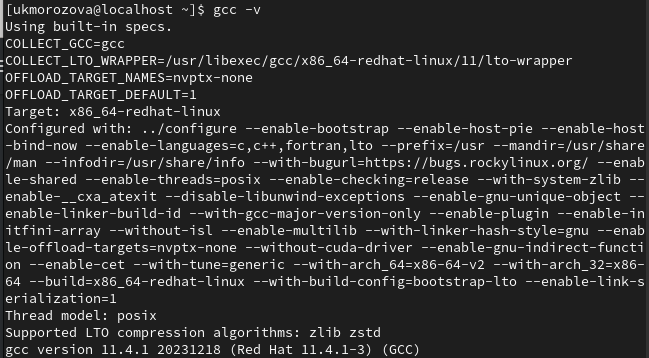 [ukmorozova@localhost ~]$ gcc -v
Using built-in specs.
COLLECT_GCC=gcc
COLLECT_LTO_WRAPPER=/usr/libexec/gcc/x86_64-redhat-linux/11/lto-wrapper
OFFLOAD_TARGET_NAMES=nvptx-none
OFFLOAD_TARGET_DEFAULT=1
Target: x86_64-redhat-linux
Configured with: ../configure --enable-bootstrap --enable-host-pie --enable-host
-bind-now --enable-languages=c,c++,fortran,lto --prefix=/usr --mandir=/usr/share
/man --infodir=/usr/share/info --with-bugurl=https://bugs.rockylinux.org/ --enab
le-shared --enable-threads=posix --enable-checking=release --with-system-zlib --
enable-__cxa_atexit --disable-libunwind-exceptions --enable-gnu-unique-object --
enable-linker-build-id --with-gcc-major-version-only --enable-plugin --enable-in
itfini-array --without-isl --enable-multilib --with-linker-hash-style=gnu --enab
le-offload-targets=nvptx-none --without-cuda-driver --enable-gnu-indirect-functi
on --enable-cet --with-tune=generic --with-arch_64=x86-64-v2 --with-arch_32=x86-
64 --build=x86_64-redhat-linux --with-build-config=bootstrap-lto --enable-link-s
erialization=1
Thread model: posix
Supported LTO compression algorithms: zlib zstd
gcc version 11.4.1 20231218 (Red Hat 11.4.1-3) (GCC)